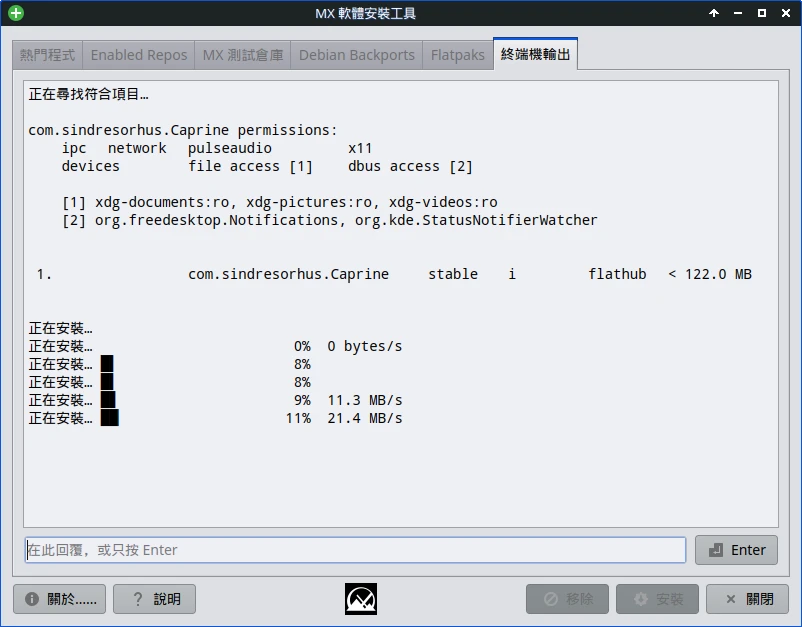 MX 軟體安裝工具
熱門程式 Enabled Repos MX 測試倉庫 Debian Backports Flatpaks 終端機輸出
正在尋找符合項目…
com.sindresorhus.Caprine permissions:
ipc network pulseaudio x11
devices file access [1] dbus access [2]
[1] xdg-documents:ro, xdg-pictures:ro, xdg-videos:ro
[2] org.freedesktop.Notifications, org.kde.StatusNotifierWatcher
1. com.sindresorhus.Caprine stable i flathub < 122.0 MB
正在安裝…
正在安裝… 0% 0 bytes/s
正在安裝… 8%
正在安裝… 8%
正在安裝… 9% 11.3 MB/s
正在安裝… 11% 21.4 MB/s
在此回覆，或只按 Enter Enter
關於...... ? 說明 移除 安裝 關閉